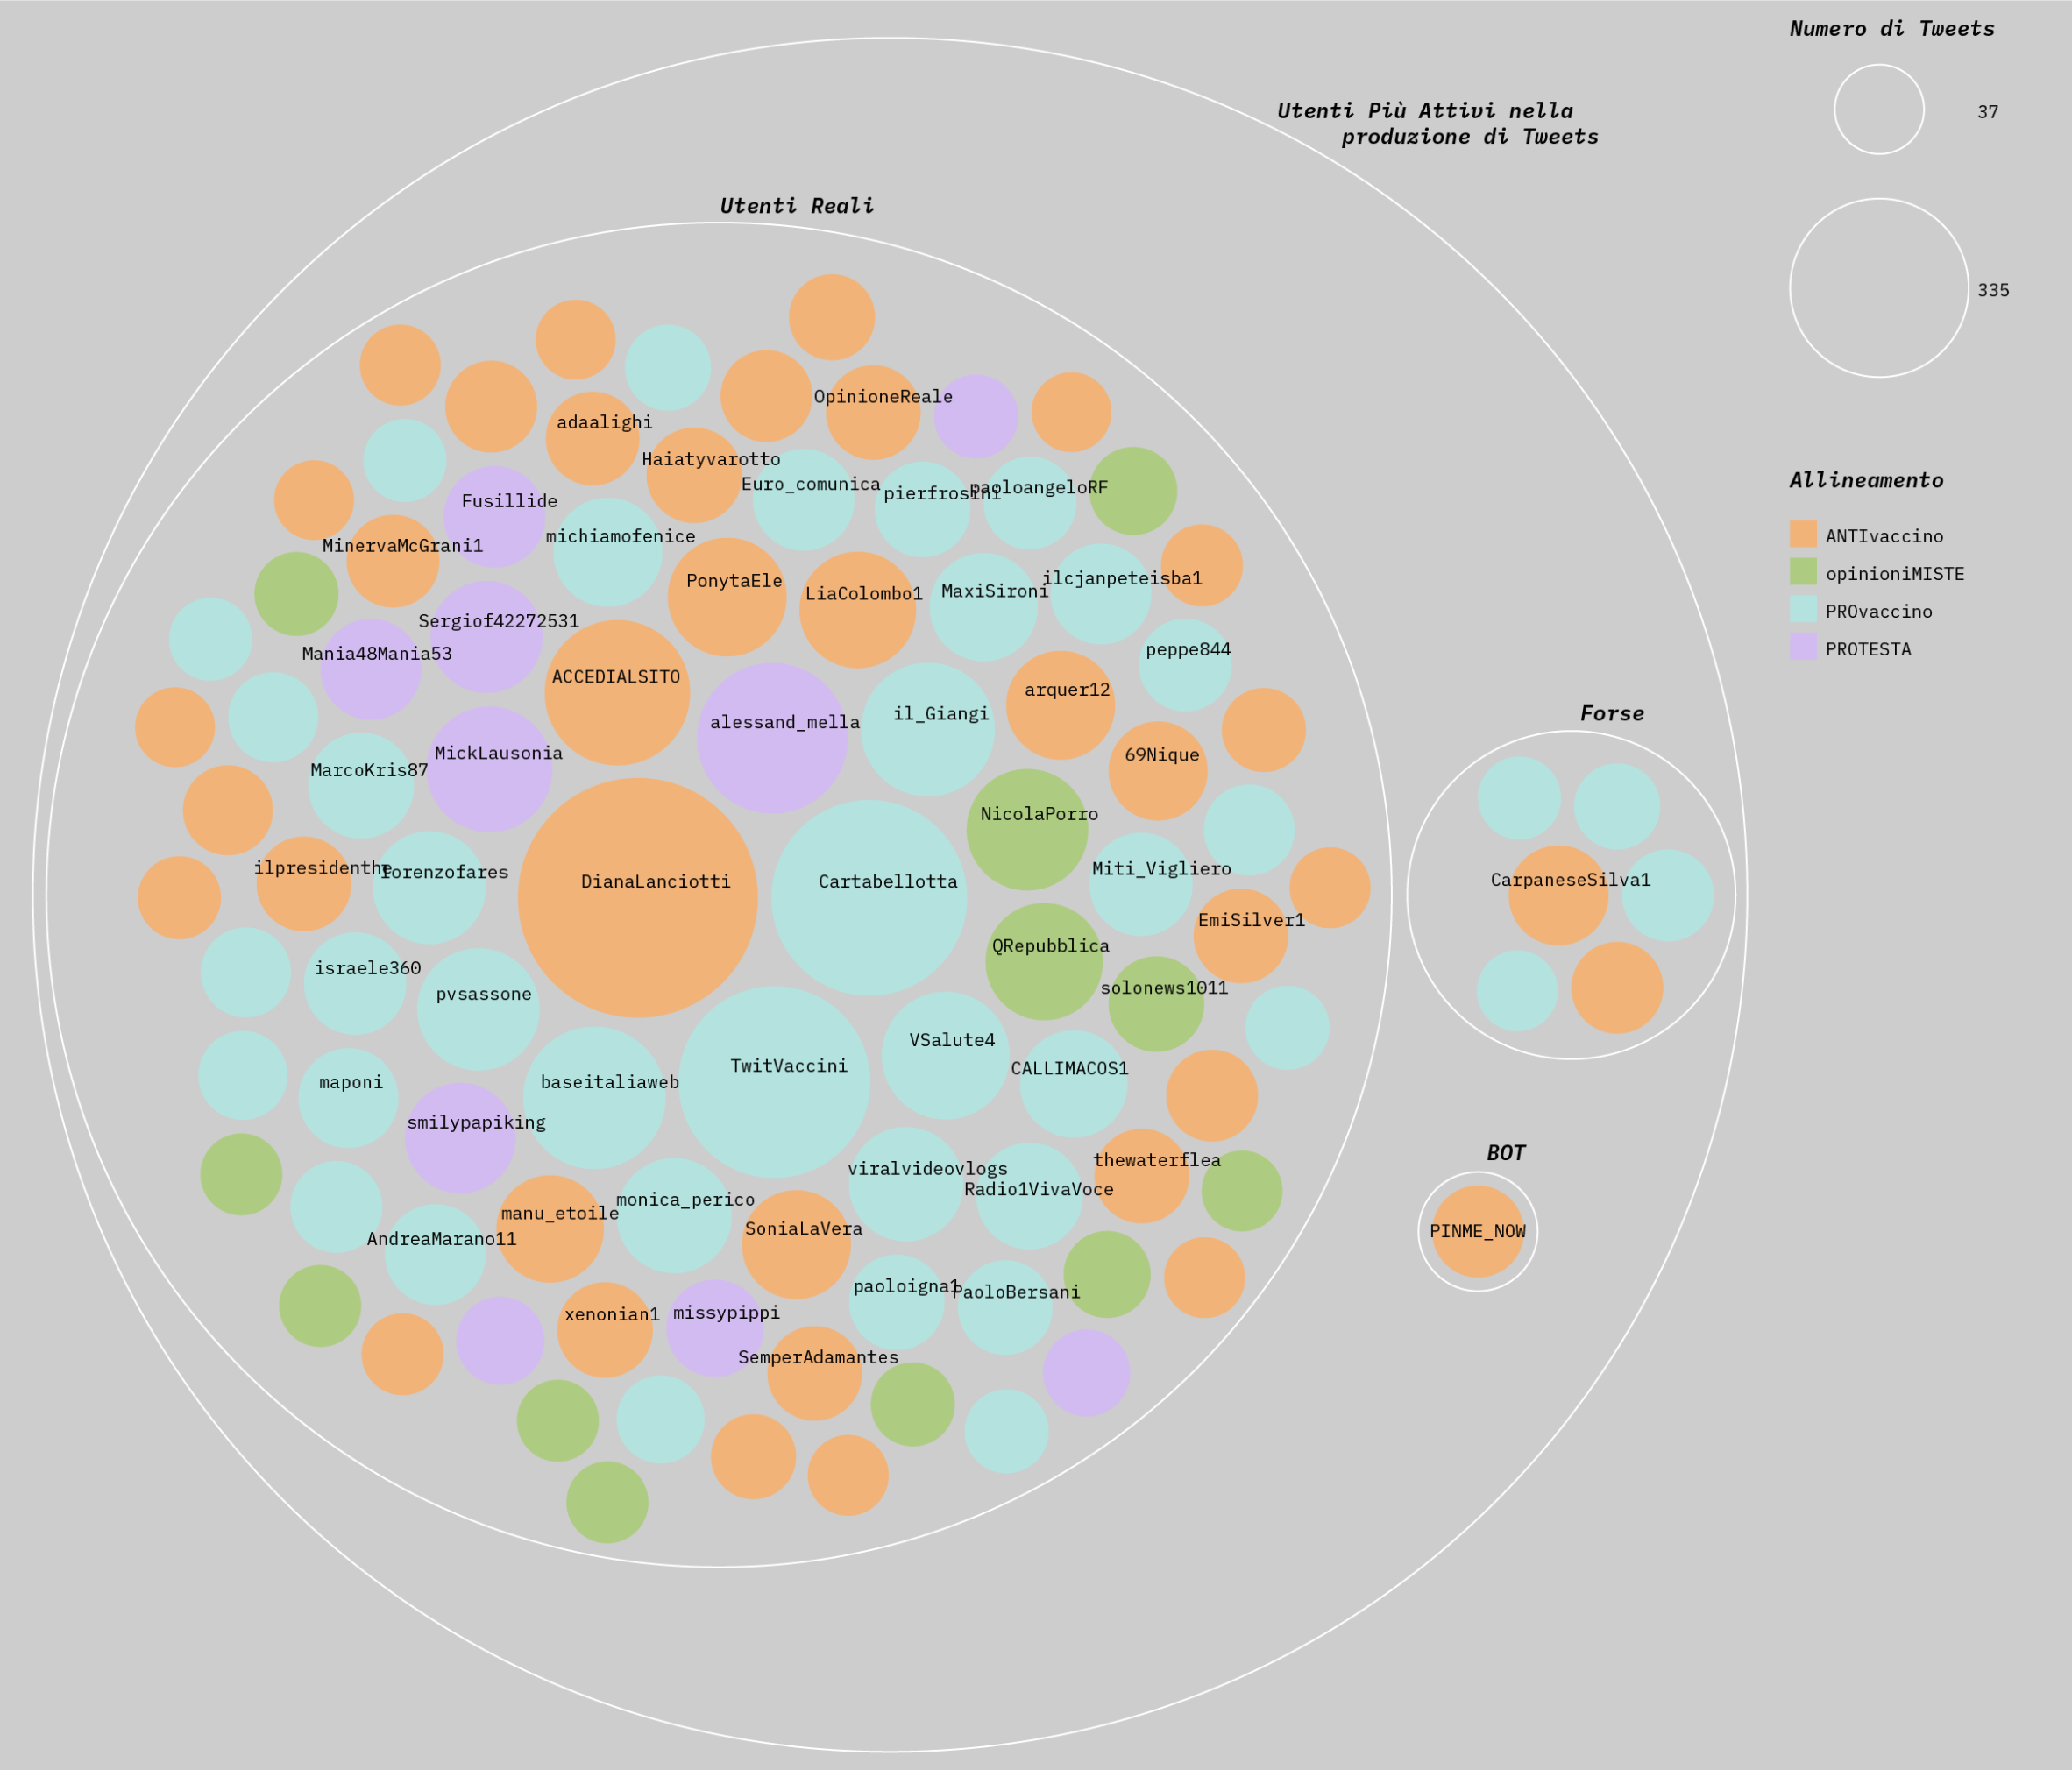 Numero di Tweets
37
335
Utenti Più Attivi nella
produzione di Tweets
Utenti Reali
OpinioneReale
adaalighi
Haiatyvarotto
Euro_comunica
pierfrosini
paoloangeloRF
Fusillide
michiamofenice
MinervaMcGrani1
PonytaEle
LiaColombo1
MaxiSironi
ilcjanpeteisba1
Sergiof42272531
Mania48Mania53
peppe844
ACCEDIALSITO
arquer12
alessand_mella
il_Giangi
MickLausonia
69Nique
MarcoKris87
NicolaPorro
ilpresidenthe
lorenzofares
Miti_Vigliero
DianaLanciotti
Cartabellotta
EmiSilver1
QRepubblica
israele360
solonews1011
pvsassone
VSalute4
TwitVaccini
CALLIMACOS1
maponi
baseitaliaweb
smilypapiking
thewaterflea
viralvideovlogs
Radio1VivaVoce
monica_perico
manu_etoile
SoniaLaVera
AndreaMarano11
paoloigna1
PaoloBersani
xenonian1
missypippi
SemperAdamantes
Allineamento
ANTIvaccino
opinioniMISTE
PROvaccino
PROTESTA
Forse
CarpaneseSilva1
BOT
PINME_NOW